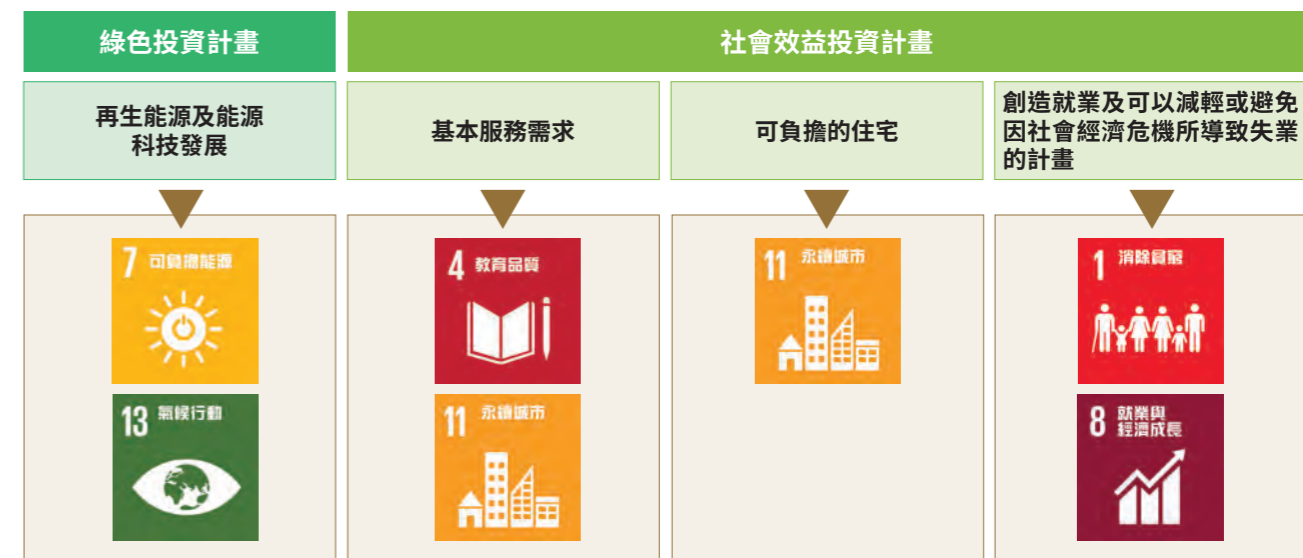 綠色投資計畫
社會效益投資計畫
再生能源及能源
科技發展
基本服務需求
可負擔的住宅
創造就業及可以減輕或避免
因社會經濟危機所導致失業
的計畫
7 可負擔能源
13 氣候行動
4 教育品質
11 永續城市
11 永續城市
1 消除貧窮
8 就業與
經濟成長